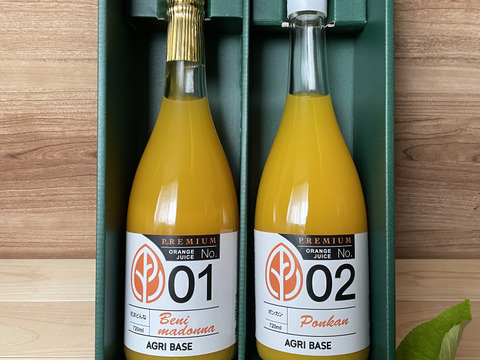 PREMIUM
ORANGE JUICE No.
01
紅まどんな
720ml
Beni
madonna
AGRI BASE
PREMIUM
ORANGE JUICE No.
02
ポンカン
720ml
Ponkan
AGRI BASE